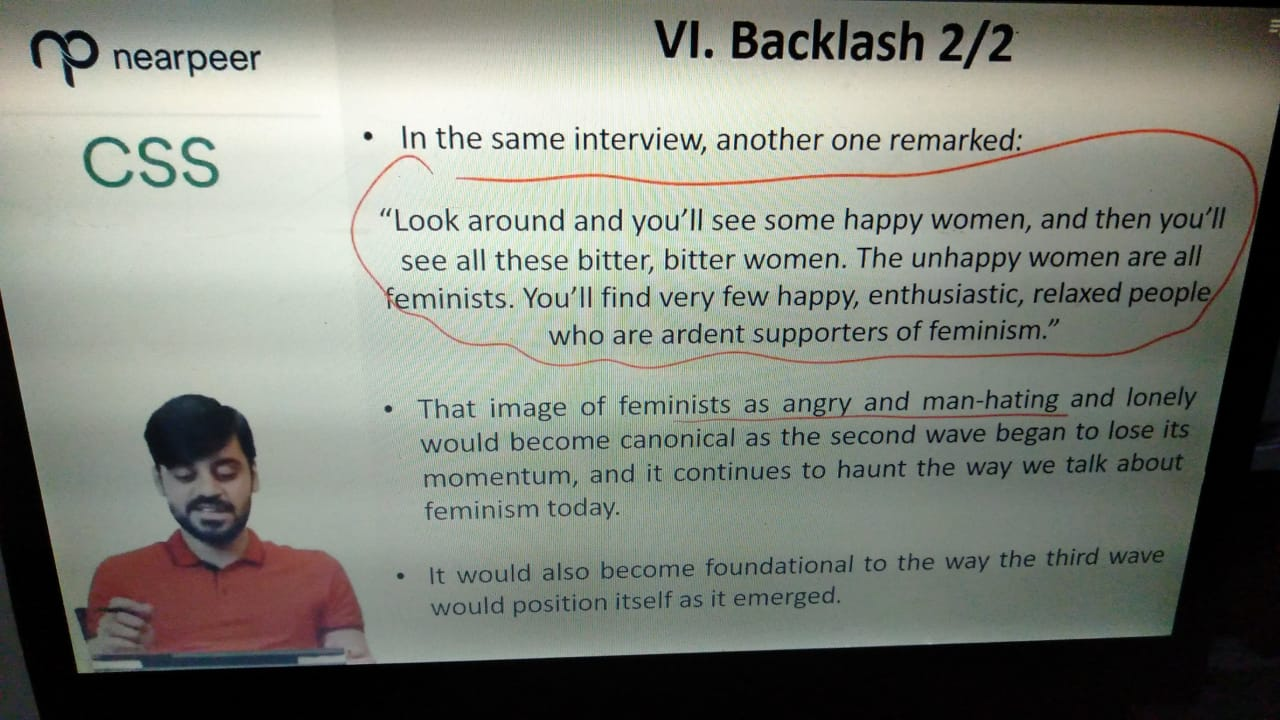 nearpeer
CSS
VI. Backlash 2/2
• In the same interview, another one remarked:
“Look around and you’ll see some happy women, and then you’ll
see all these bitter, bitter women. The unhappy women are all
feminists. You’ll find very few happy, enthusiastic, relaxed people
who are ardent supporters of feminism.”
• That image of feminists as angry and man-hating and lonely
would become canonical as the second wave began to lose its
momentum, and it continues to haunt the way we talk about
feminism today.
• It would also become foundational to the way the third wave
would position itself as it emerged.